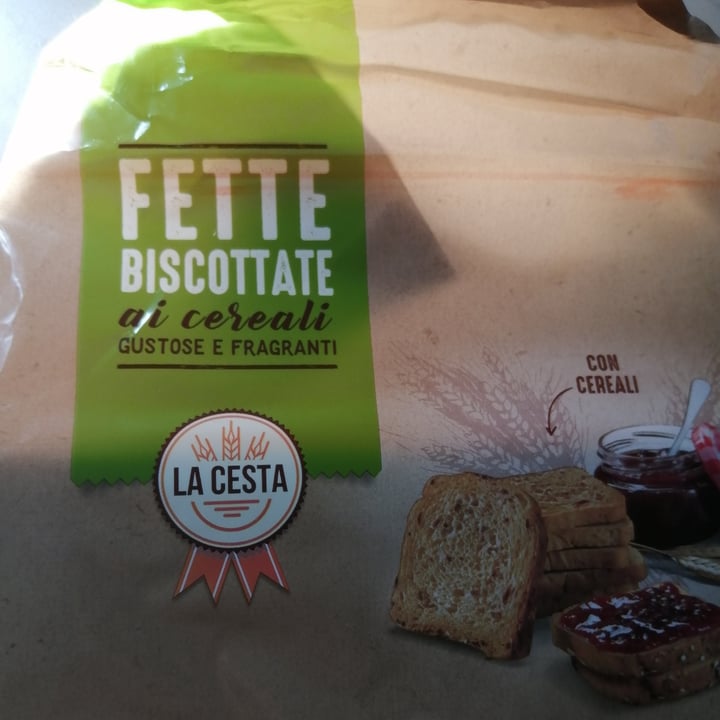 FETTE
BISCOTTATE
ai cereali
GUSTOSE E FRAGRANTI
CON
CEREALI
LA CESTA